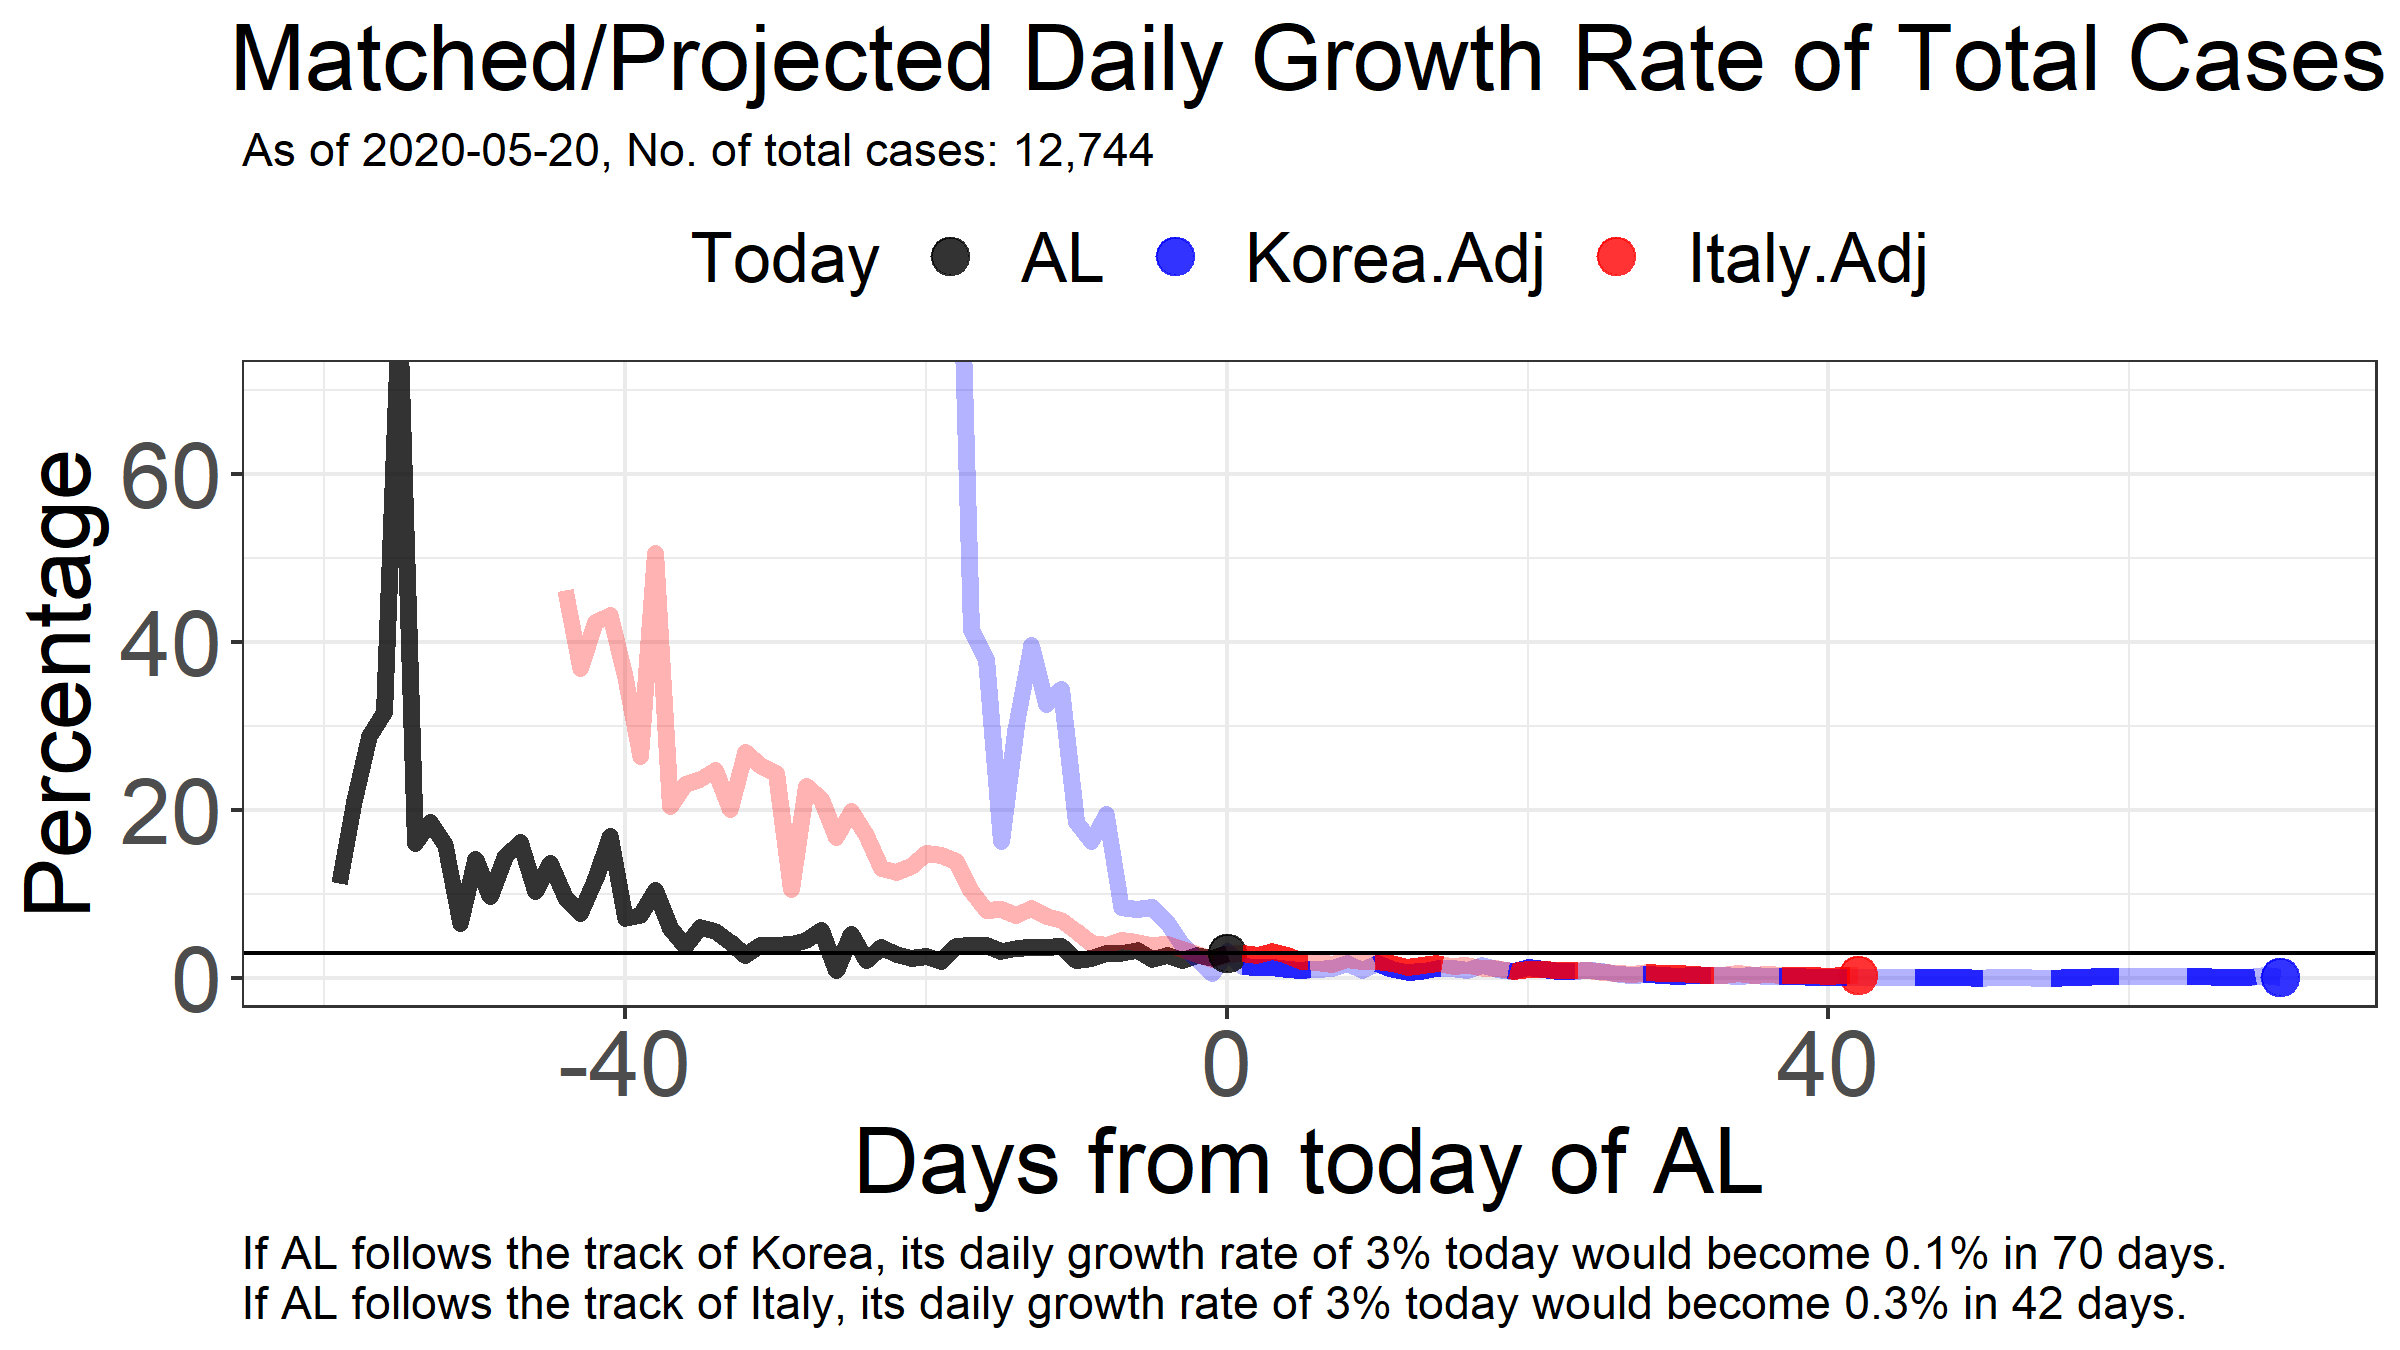 Matched/Projected Daily Growth Rate of Total Cases
As of 2020-05-20, No. of total cases: 12,744
Today AL Korea.Adj Italy.Adj
Percentage
60
40
20
0
-40 0 40
Days from today of AL
If AL follows the track of Korea, its daily growth rate of 3% today would become 0.1% in 70 days.
If AL follows the track of Italy, its daily growth rate of 3% today would become 0.3% in 42 days.